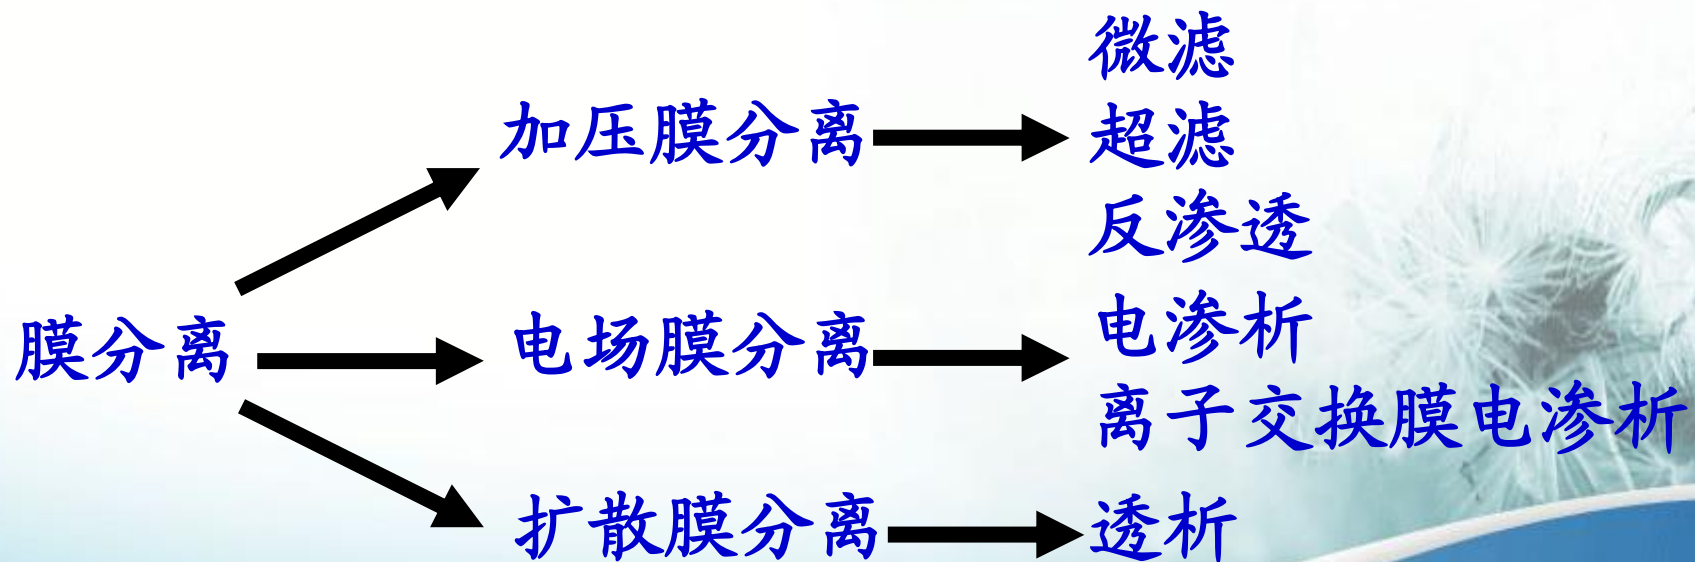 膜分离
加压膜分离
微滤
超滤
反渗透
电场膜分离
电渗析
离子交换膜电渗析
扩散膜分离
透析